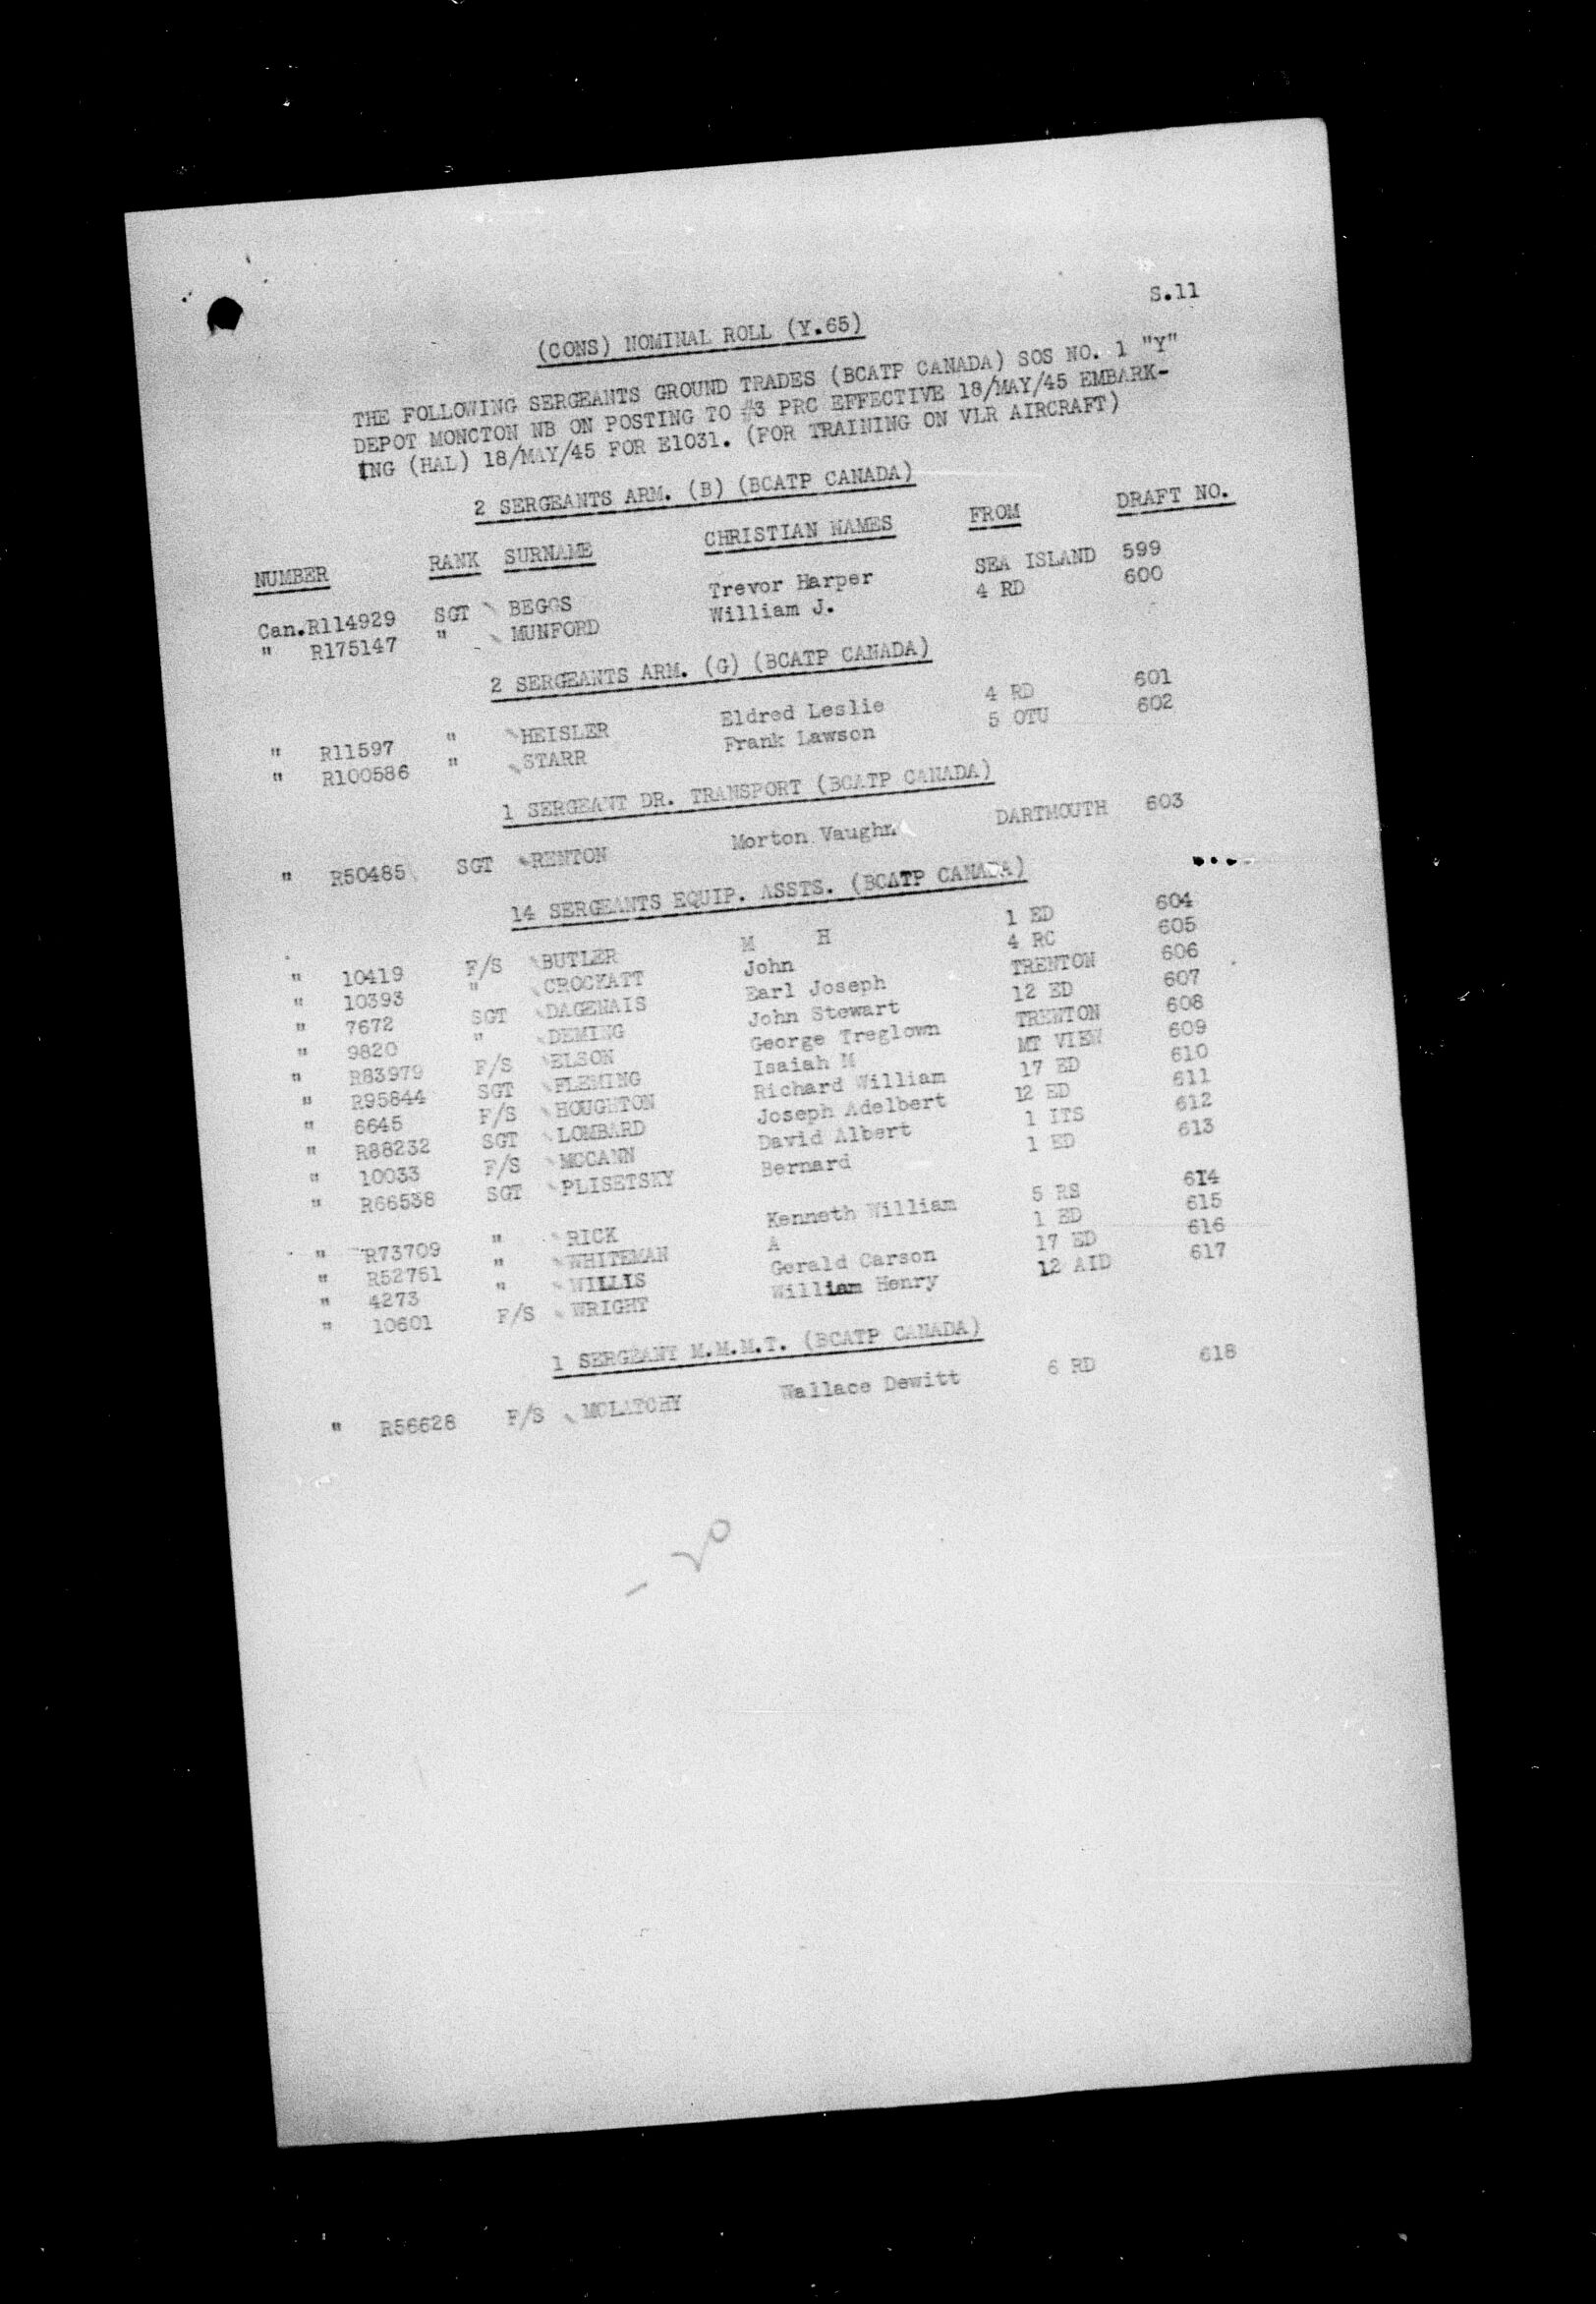 S.11
(CONS) NOMINAL ROLL (Y.65)
THE FOLLOWING SERGEANTS GROUND TRADES (BCATP CANADA) SOS NO. 1 "Y"
DEPOT MONCTON NB ON POSTING TO #3 PRC EFFECTIVE 18/MAY/45 EMBARK-
ING (HAL) 18/MAY/45 FOR E1031. (FOR TRAINING ON VLR AIRCRAFT)
2 SERGEANTS ARM. (B) (BCATP CANADA)
NUMBER RANK SURNAME CHRISTIAN NAMES FROM DRAFT NO.
Can.R114929 SGT BEGGS Trevor Harper SEA ISLAND 599
" R175147 " MUNFORD William J. 4 RD 600
2 SERGEANTS ARM. (G) (BCATP CANADA)
" R11597 " HEISLER Eldred Leslie 4 RD 601
" R100586 " STARR Frank Lawson 5 OTU 602
1 SERGEANT DR. TRANSPORT (BCATP CANADA)
" R50485 SGT RENTON Morton Vaughn DARTMOUTH 603
14 SERGEANTS EQUIP. ASSTS. (BCATP CANADA)
" 10419 F/S BUTLER M H 1 ED 604
" 10393 " CROCKATT John 4 RC 605
" 7672 SGT DAGENAIS Earl Joseph TRENTON 606
" 9820 " DEMING John Stewart 12 ED 607
" R83979 F/S ELSON George Treglown TRENTON 608
" R95844 SGT FLEMING Isaiah M MT VIEW 609
" 6645 F/S HOUGHTON Richard William 17 ED 610
" R88232 SGT LOMBARD Joseph Adelbert 12 ED 611
" 10033 F/S MCCANN David Albert 1 ITS 612
" R66538 SGT PLISETSKY Bernard 1 ED 613
" R73709 " RICK Kenneth William 5 RS 614
" R52751 " WHITEMAN A 1 ED 615
" 4273 " WILLIS Gerald Carson 17 ED 616
" 10601 F/S WRIGHT William Henry 12 AID 617
1 SERGEANT M.M.M.T. (BCATP CANADA)
" R56628 F/S MCLATCHY Wallace Dewitt 6 RD 618
- 20